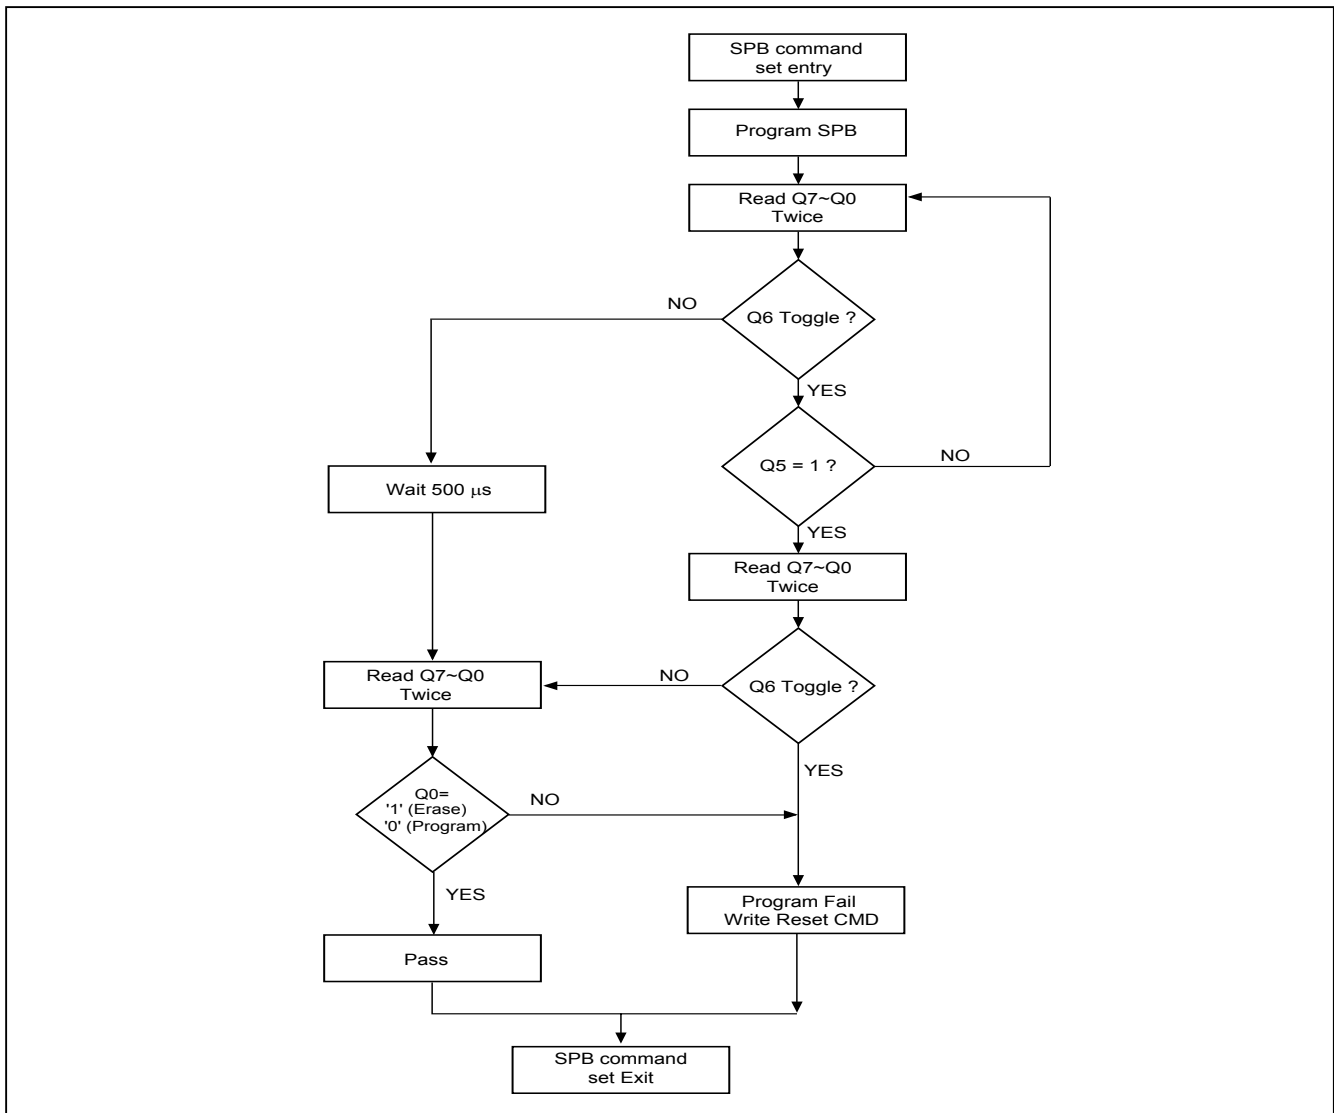 SPB command
set entry
Program SPB
Read Q7~Q0
Twice
NO
Q6 Toggle ?
YES
Q5 = 1 ?
NO
Wait 500 μs
YES
Read Q7~Q0
Twice
Read Q7~Q0
Twice
NO
Q6 Toggle ?
YES
Q0=
'1' (Erase)
'0' (Program)
NO
YES
Program Fail
Write Reset CMD
Pass
SPB command
set Exit